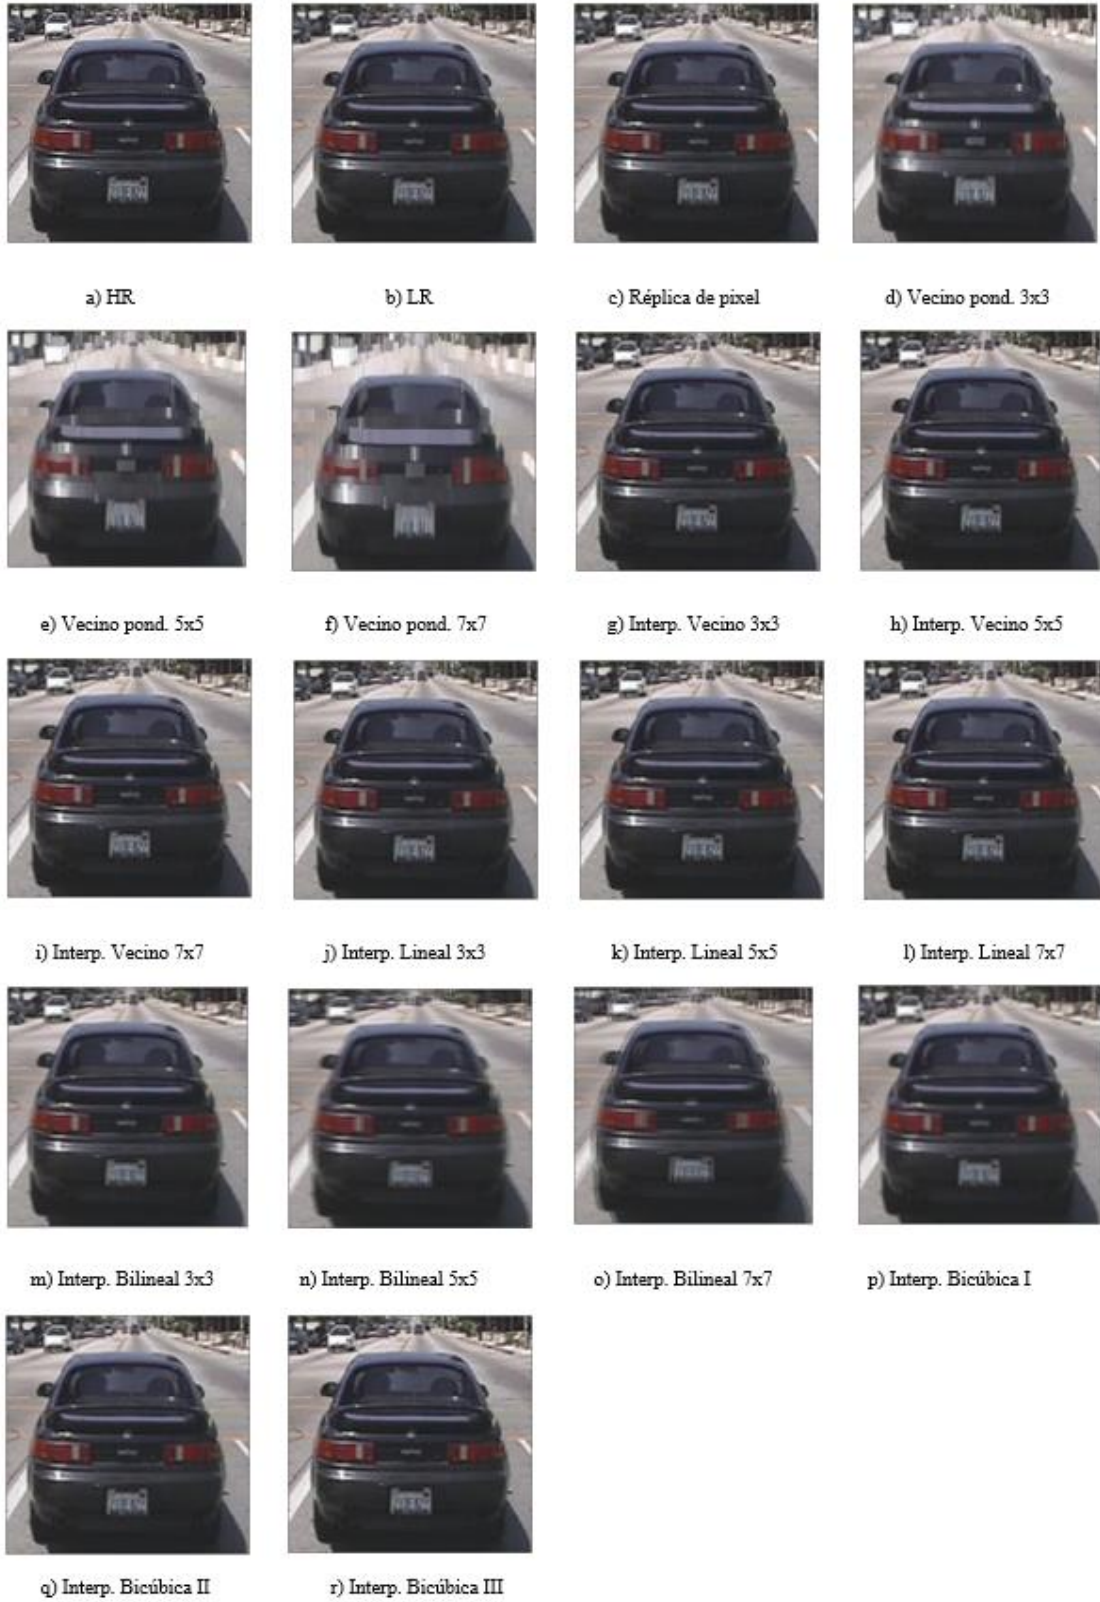 a) HR
b) LR
c) Réplica de pixel
d) Vecino pond. 3x3
e) Vecino pond. 5x5
f) Vecino pond. 7x7
g) Interp. Vecino 3x3
h) Interp. Vecino 5x5
i) Interp. Vecino 7x7
j) Interp. Lineal 3x3
k) Interp. Lineal 5x5
l) Interp. Lineal 7x7
m) Interp. Bilineal 3x3
n) Interp. Bilineal 5x5
o) Interp. Bilineal 7x7
p) Interp. Bicúbica I
q) Interp. Bicúbica II
r) Interp. Bicúbica III